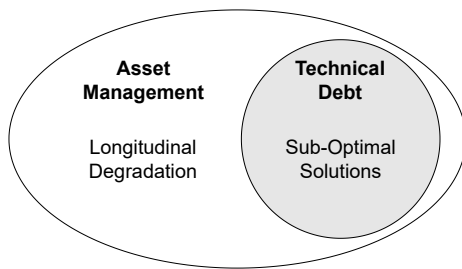 Asset
Management
Longitudinal
Degradation
Technical
Debt
Sub-Optimal
Solutions